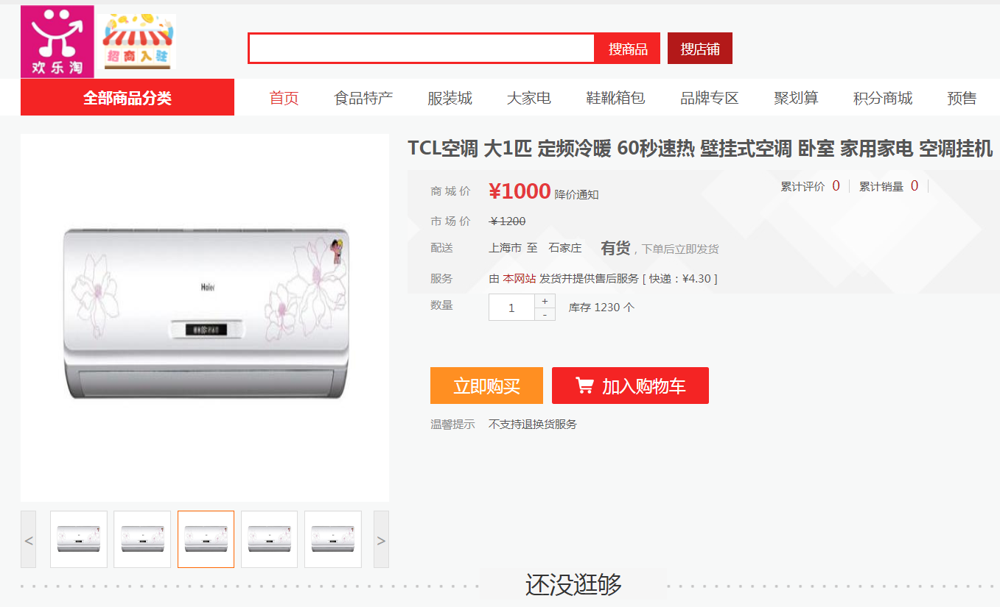 欢乐淘
招商入驻
搜商品
搜店铺
全部商品分类 首页 食品特产 服装城 大家电 鞋靴箱包 品牌专区 聚划算 积分商城 预售
TCL空调 大1匹 定频冷暖 60秒速热 壁挂式空调 卧室 家用家电 空调挂机
商城价 ¥1000 降价通知 累计评价 0 累计销量 0
市场价 ¥1200
配送 上海市 至 石家庄 有货，下单后立即发货
服务 由 本网站 发货并提供售后服务 [ 快递：¥4.30 ]
数量 1 + - 库存 1230 个
Haier
立即购买 加入购物车
温馨提示 不支持退换货服务
< >
还没逛够